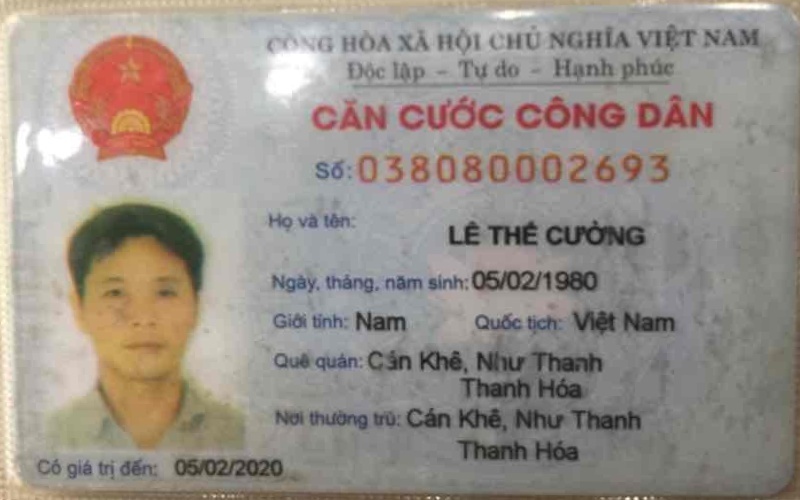 CỘNG HÒA XÃ HỘI CHỦ NGHĨA VIỆT NAM
Độc lập - Tự do - Hạnh phúc
CĂN CƯỚC CÔNG DÂN
Số: 038080002693
Họ và tên:
LÊ THẾ CƯỜNG
Ngày, tháng, năm sinh: 05/02/1980
Giới tính: Nam Quốc tịch: Việt Nam
Quê quán: Cán Khê, Như Thanh
Thanh Hóa
Nơi thường trú: Cán Khê, Như Thanh
Thanh Hóa
Có giá trị đến: 05/02/2020